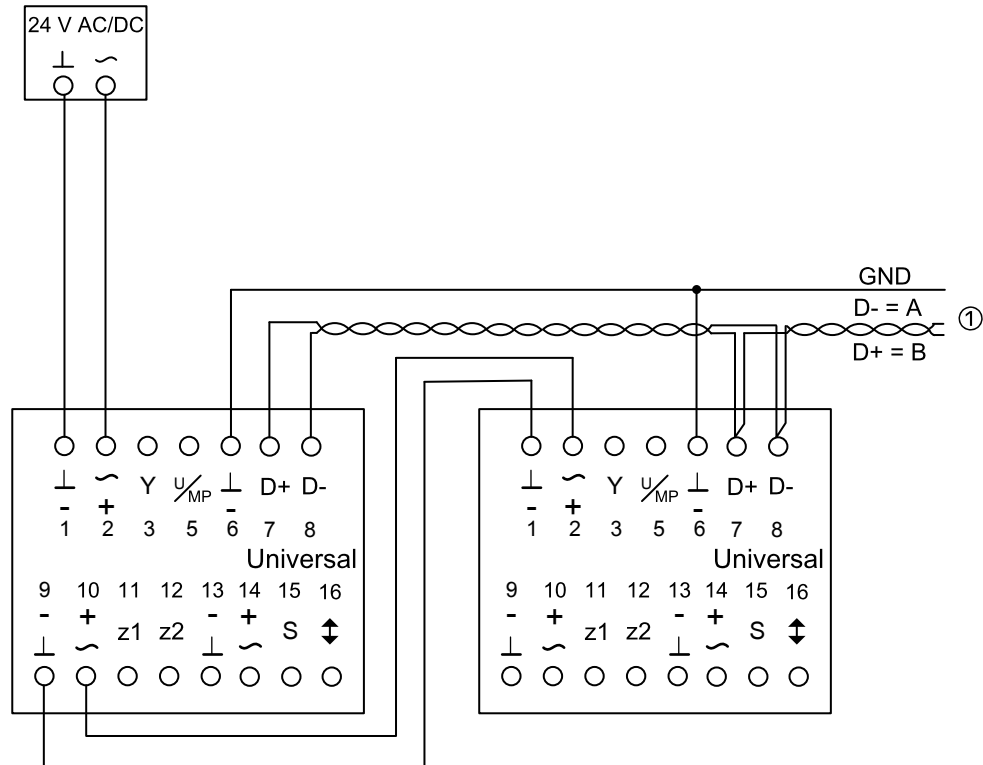 24 V AC/DC
⊥ ~
GND
D- = A
①
D+ = B
⊥ ~ Y U/MP ⊥ D+ D-
- + -
1 2 3 5 6 7 8
Universal
9 10 11 12 13 14 15 16
- + z1 z2 - + S ↕
⊥ ~ ⊥ ~
⊥ ~ Y U/MP ⊥ D+ D-
- + -
1 2 3 5 6 7 8
Universal
9 10 11 12 13 14 15 16
- + z1 z2 - + S ↕
⊥ ~ ⊥ ~